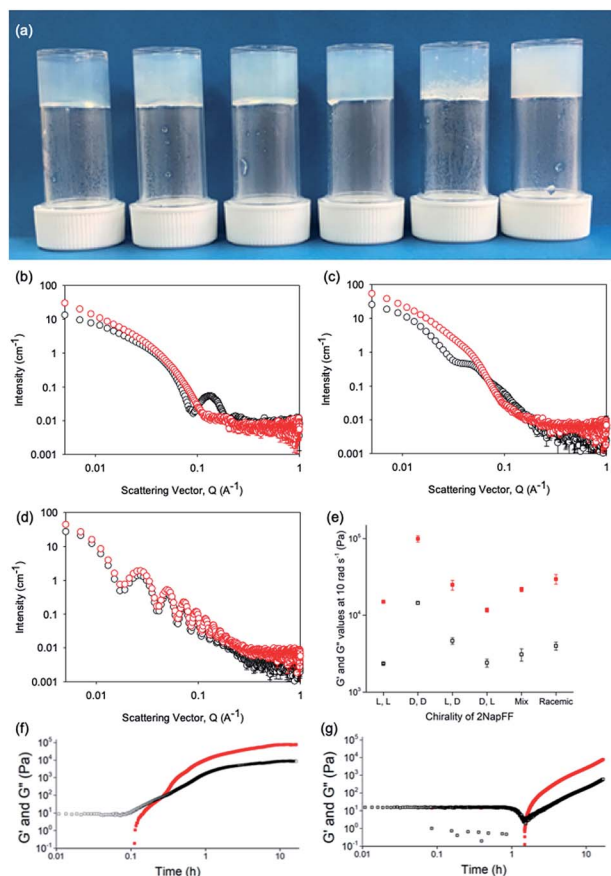 (a)
(b)
100
10
1
0.1
0.01
0.001
Intensity (cm⁻¹)
0.01 0.1 1
Scattering Vector, Q (A⁻¹)
(c)
100
10
1
0.1
0.01
0.001
Intensity (cm⁻¹)
0.01 0.1 1
Scattering Vector, Q (A⁻¹)
(d)
100
10
1
0.1
0.01
0.001
Intensity (cm⁻¹)
0.01 0.1 1
Scattering Vector, Q (A⁻¹)
(e)
G' and G" values at 10 rad s⁻¹ (Pa)
10⁵
10⁴
10³
L, L D, D L, D D, L Mix Racemic
Chirality of 2NapFF
(f)
G' and G" (Pa)
10⁵
10⁴
10³
10²
10¹
10⁰
10⁻¹
0.01 0.1 1 10
Time (h)
(g)
G' and G" (Pa)
10⁵
10⁴
10³
10²
10¹
10⁰
10⁻¹
0.01 0.1 1 10
Time (h)